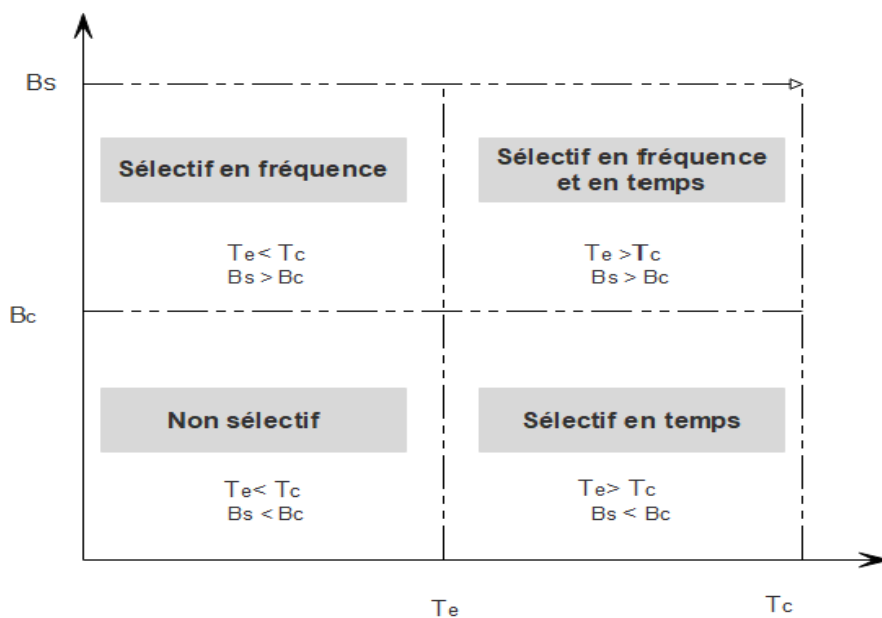 Bs
Sélectif en fréquence
Sélectif en fréquence
et en temps
Te< Tc
Bs > Bc
Te >Tc
Bs > Bc
Bc
Non sélectif
Sélectif en temps
Te< Tc
Bs < Bc
Te> Tc
Bs < Bc
Te
Tc